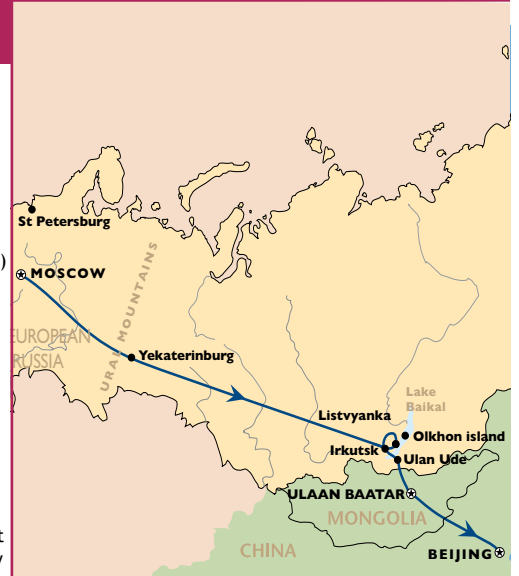 St Petersburg
)
MOSCOW
EUROPEAN
RUSSIA
URAL MOUNTAINS
Yekaterinburg
Lake
Baikal
Listvyanka
Olkhon island
Irkutsk
Ulan Ude
ULAAN BAATAR
MONGOLIA
CHINA
BEIJING
t